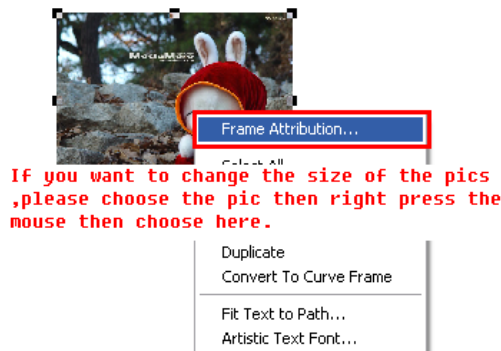 MediaMa
Frame Attribution...
Select All
If you want to change the size of the pics
,please choose the pic then right press the
mouse then choose here.
Duplicate
Convert To Curve Frame
Fit Text to Path...
Artistic Text Font...